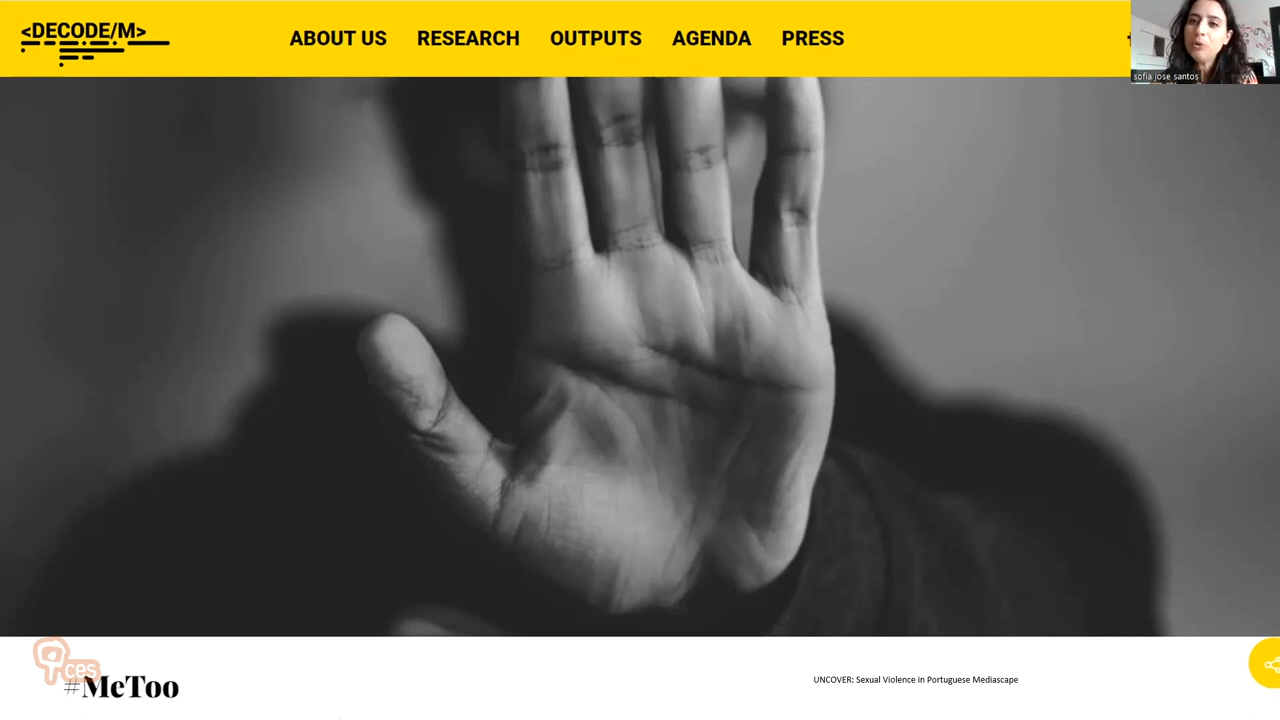 <DECODE/M>
ABOUT US RESEARCH OUTPUTS AGENDA PRESS
sofia jose santos
ces
#MeToo
UNCOVER: Sexual Violence in Portuguese Mediascape